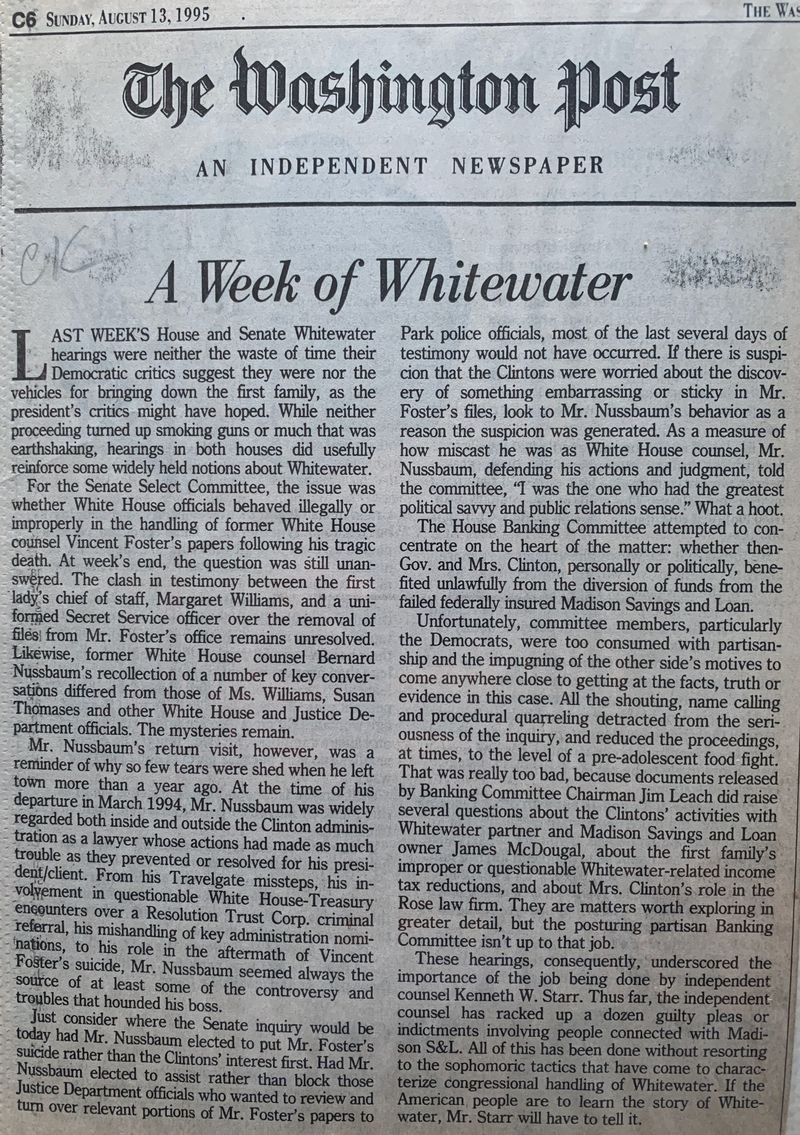 C6 SUNDAY, AUGUST 13, 1995
THE WAS
The Washington Post
AN INDEPENDENT NEWSPAPER
OK
A Week of Whitewater
LAST WEEK'S House and Senate Whitewater
hearings were neither the waste of time their
Democratic critics suggest they were nor the
vehicles for bringing down the first family, as the
president's critics might have hoped. While neither
proceeding turned up smoking guns or much that was
earthshaking, hearings in both houses did usefully
reinforce some widely held notions about Whitewater.
For the Senate Select Committee, the issue was
whether White House officials behaved illegally or
improperly in the handling of former White House
counsel Vincent Foster's papers following his tragic
death. At week's end, the question was still unan-
swered. The clash in testimony between the first
lady's chief of staff, Margaret Williams, and a uni-
formed Secret Service officer over the removal of
files from Mr. Foster's office remains unresolved.
Likewise, former White House counsel Bernard
Nussbaum's recollection of a number of key conver-
sations differed from those of Ms. Williams, Susan
Thomases and other White House and Justice De-
partment officials. The mysteries remain.
Mr. Nussbaum's return visit, however, was a
reminder of why so few tears were shed when he left
town more than a year ago. At the time of his
departure in March 1994, Mr. Nussbaum was widely
regarded both inside and outside the Clinton adminis-
tration as a lawyer whose actions had made as much
trouble as they prevented or resolved for his presi-
dent/client. From his Travelgate missteps, his in-
volvement in questionable White House-Treasury
encounters over a Resolution Trust Corp. criminal
referral, his mishandling of key administration nomi-
nations, to his role in the aftermath of Vincent
Foster's suicide, Mr. Nussbaum seemed always the
source of at least some of the controversy and
troubles that hounded his boss.
Just consider where the Senate inquiry would be
today had Mr. Nussbaum elected to put Mr. Foster's
suicide rather than the Clintons' interest first. Had Mr.
Nussbaum elected to assist rather than block those
Justice Department officials who wanted to review and
turn over relevant portions of Mr. Foster's papers to
Park police officials, most of the last several days of
testimony would not have occurred. If there is suspi-
cion that the Clintons were worried about the discov-
ery of something embarrassing or sticky in Mr.
Foster's files, look to Mr. Nussbaum's behavior as a
reason the suspicion was generated. As a measure of
how miscast he was as White House counsel, Mr.
Nussbaum, defending his actions and judgment, told
the committee, "I was the one who had the greatest
political savvy and public relations sense." What a hoot.
The House Banking Committee attempted to con-
centrate on the heart of the matter: whether then-
Gov. and Mrs. Clinton, personally or politically, bene-
fited unlawfully from the diversion of funds from the
failed federally insured Madison Savings and Loan.
Unfortunately, committee members, particularly
the Democrats, were too consumed with partisan-
ship and the impugning of the other side's motives to
come anywhere close to getting at the facts, truth or
evidence in this case. All the shouting, name calling
and procedural quarreling detracted from the seri-
ousness of the inquiry, and reduced the proceedings,
at times, to the level of a pre-adolescent food fight.
That was really too bad, because documents released
by Banking Committee Chairman Jim Leach did raise
several questions about the Clintons' activities with
Whitewater partner and Madison Savings and Loan
owner James McDougal, about the first family's
improper or questionable Whitewater-related income
tax reductions, and about Mrs. Clinton's role in the
Rose law firm. They are matters worth exploring in
greater detail, but the posturing partisan Banking
Committee isn't up to that job.
These hearings, consequently, underscored the
importance of the job being done by independent
counsel Kenneth W. Starr. Thus far, the independent
counsel has racked up a dozen guilty pleas or
indictments involving people connected with Madi-
son S&L. All of this has been done without resorting
to the sophomoric tactics that have come to charac-
terize congressional handling of Whitewater. If the
American people are to learn the story of White-
water, Mr. Starr will have to tell it.